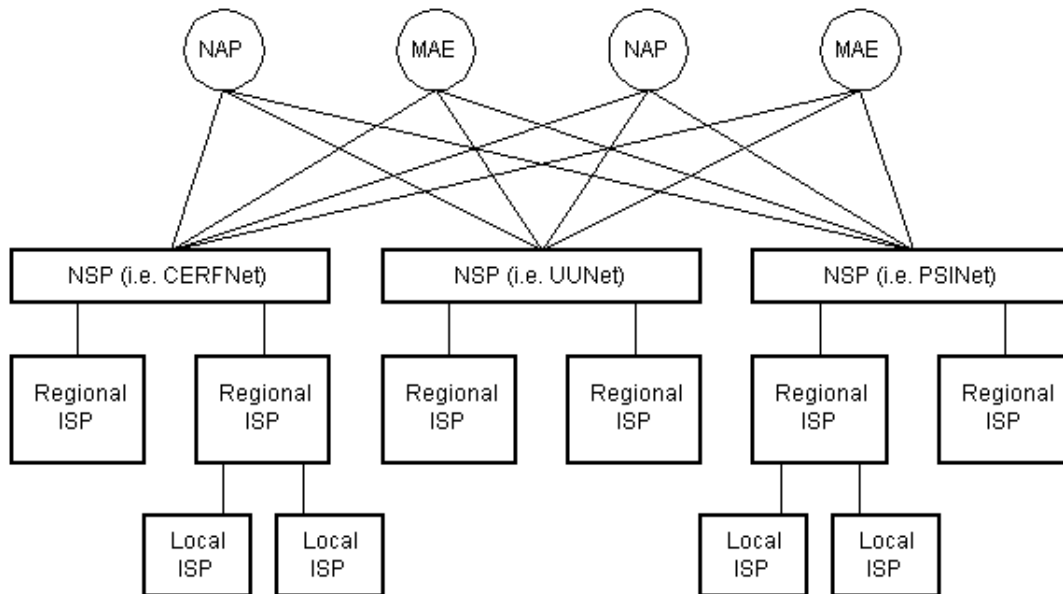 NAP
MAE
NAP
MAE
NSP (i.e. CERFNet)
NSP (i.e. UUNet)
NSP (i.e. PSINet)
Regional
ISP
Regional
ISP
Regional
ISP
Regional
ISP
Regional
ISP
Regional
ISP
Local
ISP
Local
ISP
Local
ISP
Local
ISP